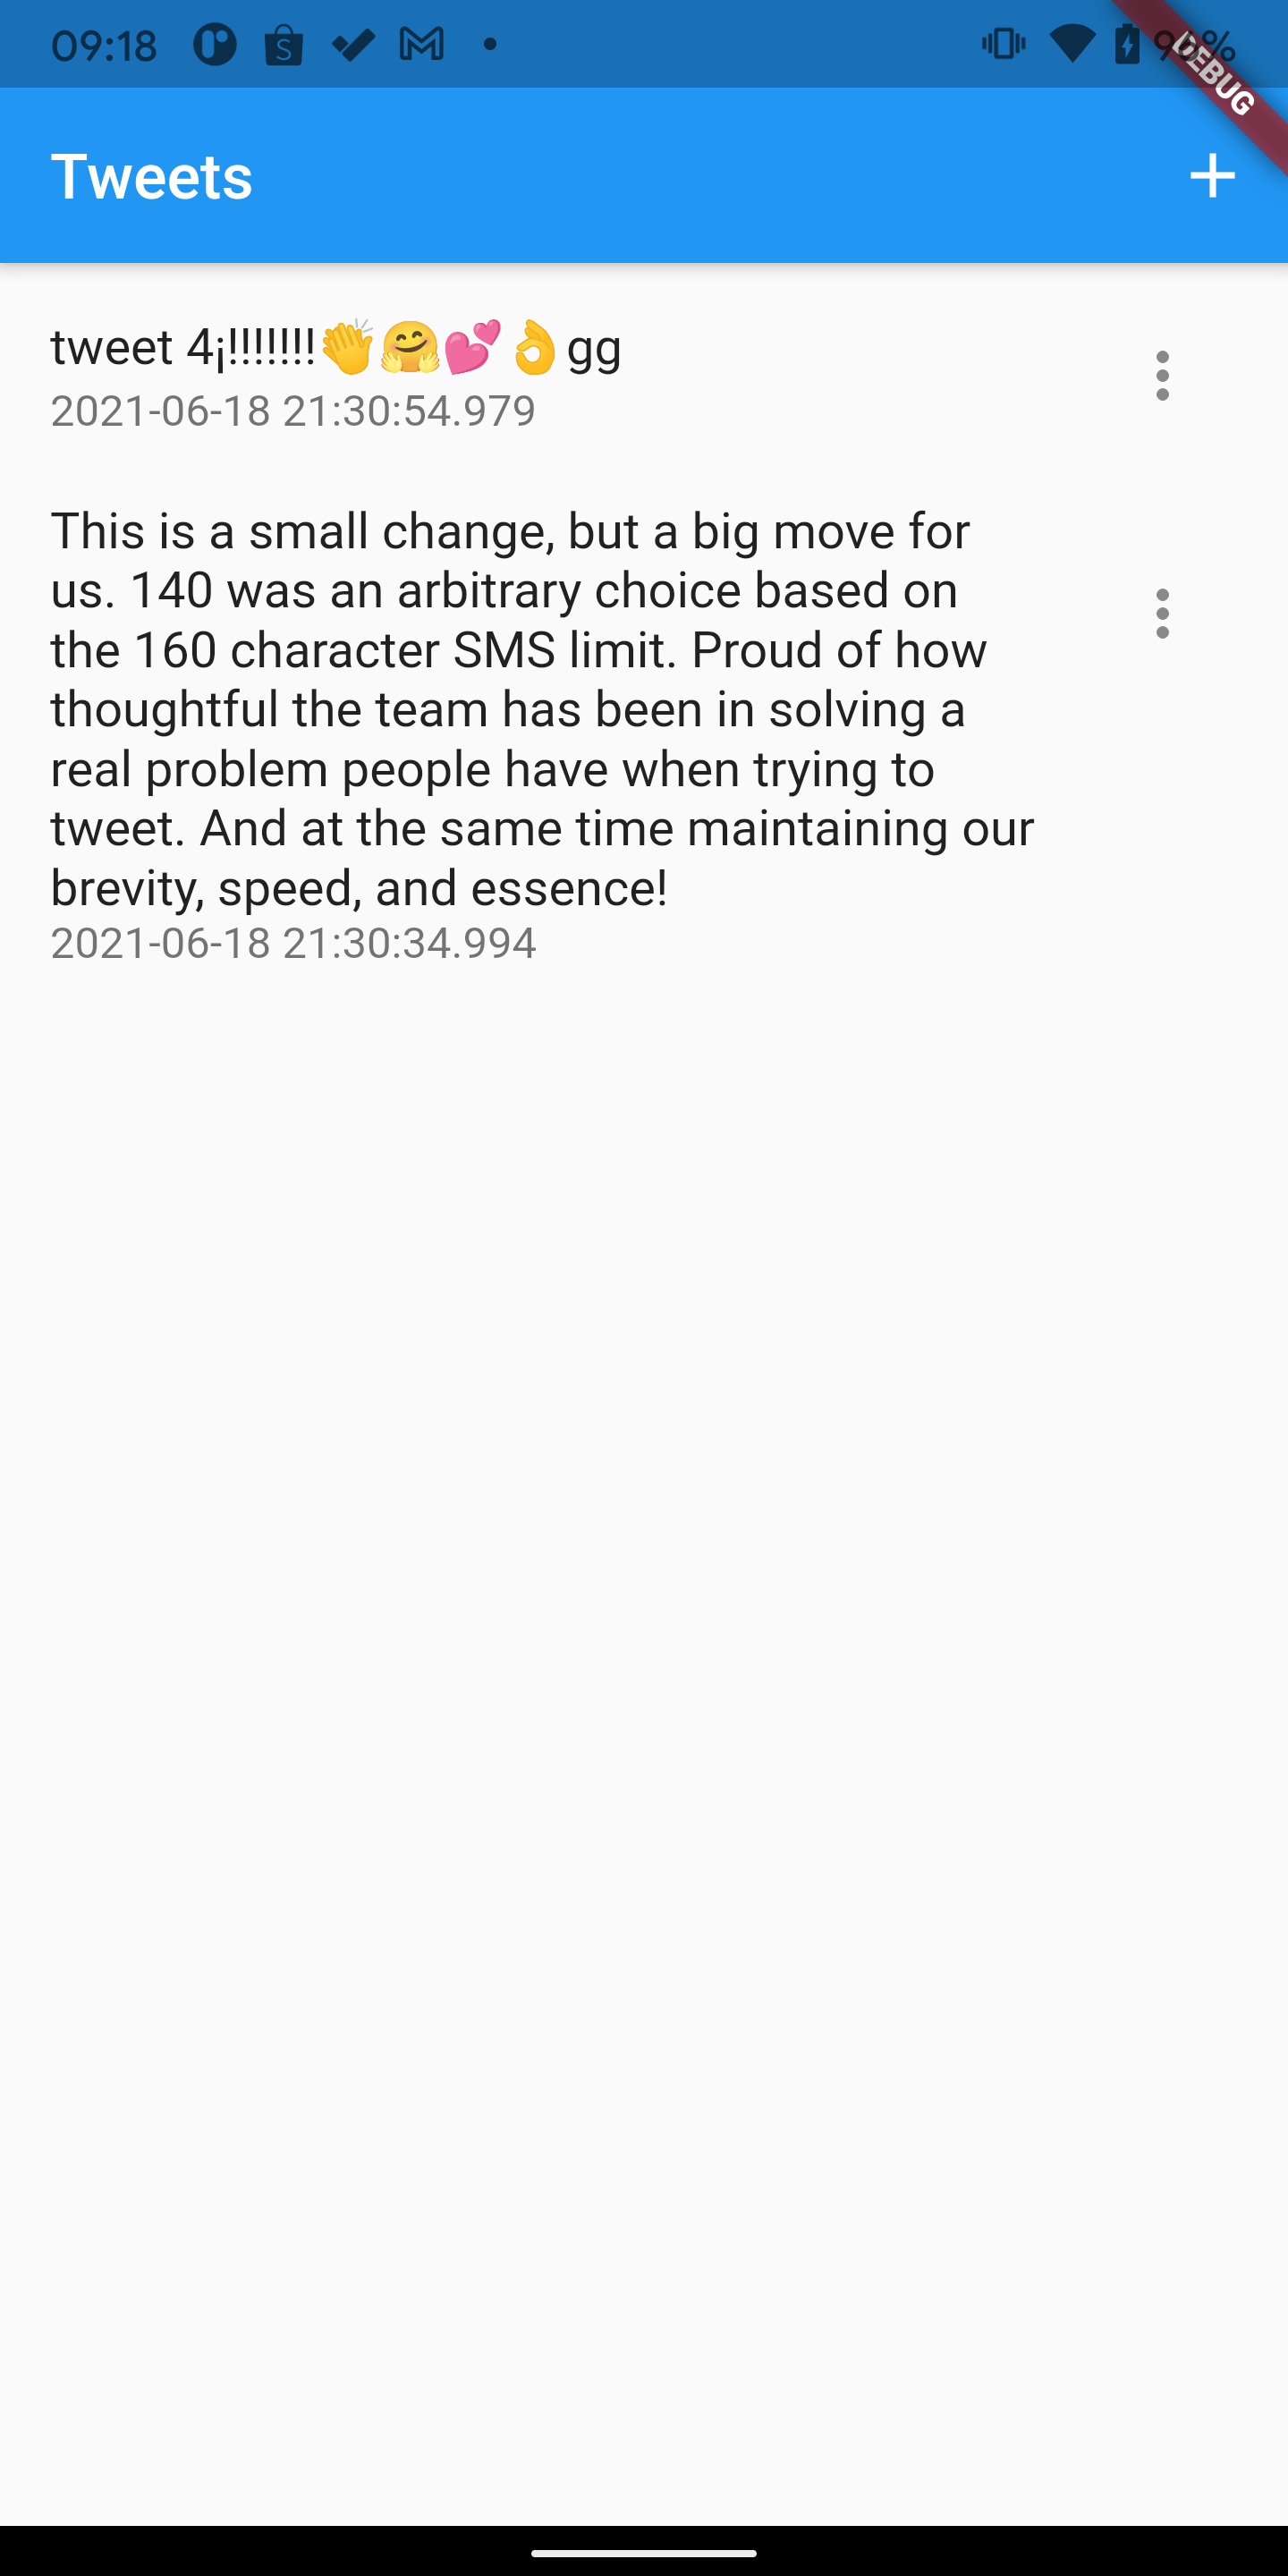 09:18
DEBUG
Tweets
tweet 4¡!!!!!!!👏🤗💕👌gg
2021-06-18 21:30:54.979
This is a small change, but a big move for
us. 140 was an arbitrary choice based on
the 160 character SMS limit. Proud of how
thoughtful the team has been in solving a
real problem people have when trying to
tweet. And at the same time maintaining our
brevity, speed, and essence!
2021-06-18 21:30:34.994